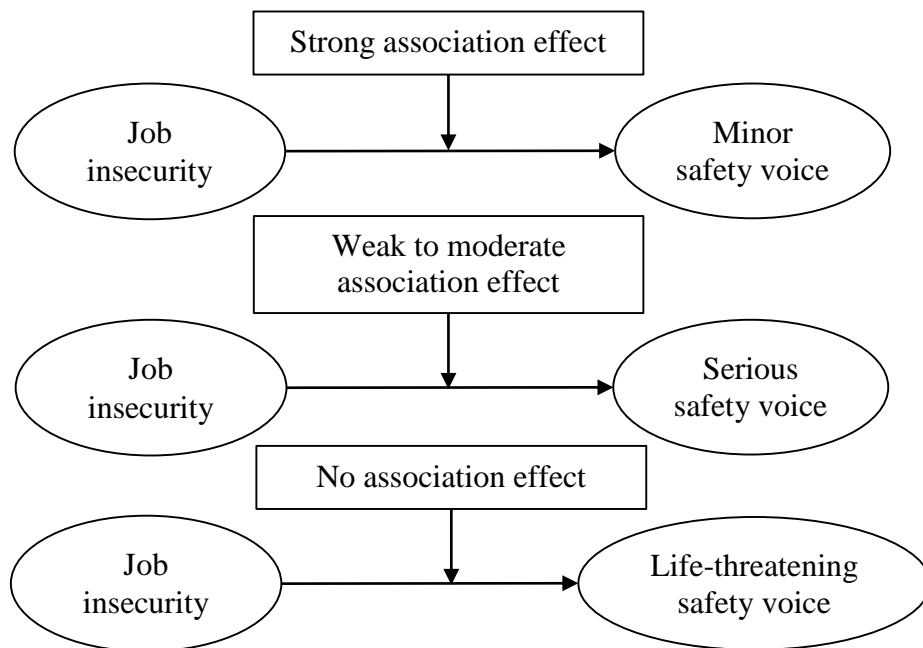 Strong association effect
Job
insecurity
Minor
safety voice
Weak to moderate
association effect
Job
insecurity
Serious
safety voice
No association effect
Job
insecurity
Life-threatening
safety voice